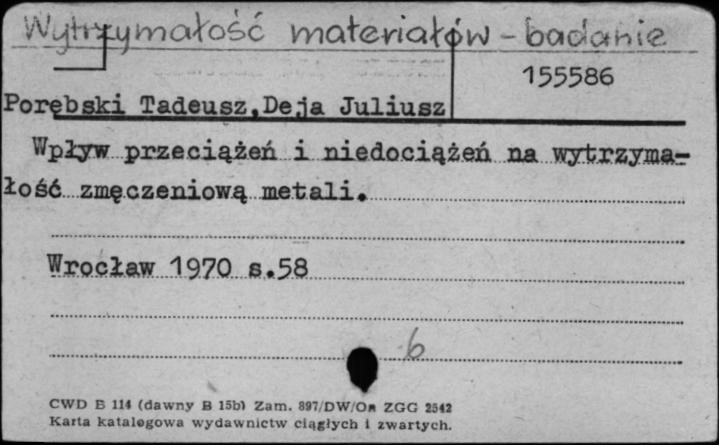 Wytrzymałość materiałów - badanie
155586
Porębski Tadeusz,Deja Juliusz
Wpływ przeciążeń i niedociążeń na wytrzyma-
łość zmęczeniową metali.
Wrocław 1970 s.58
6
CWD B 114 (dawny B 15b) Zam. 897/DW/On ZGG 2542
Karta katalogowa wydawnictw ciągłych i zwartych.